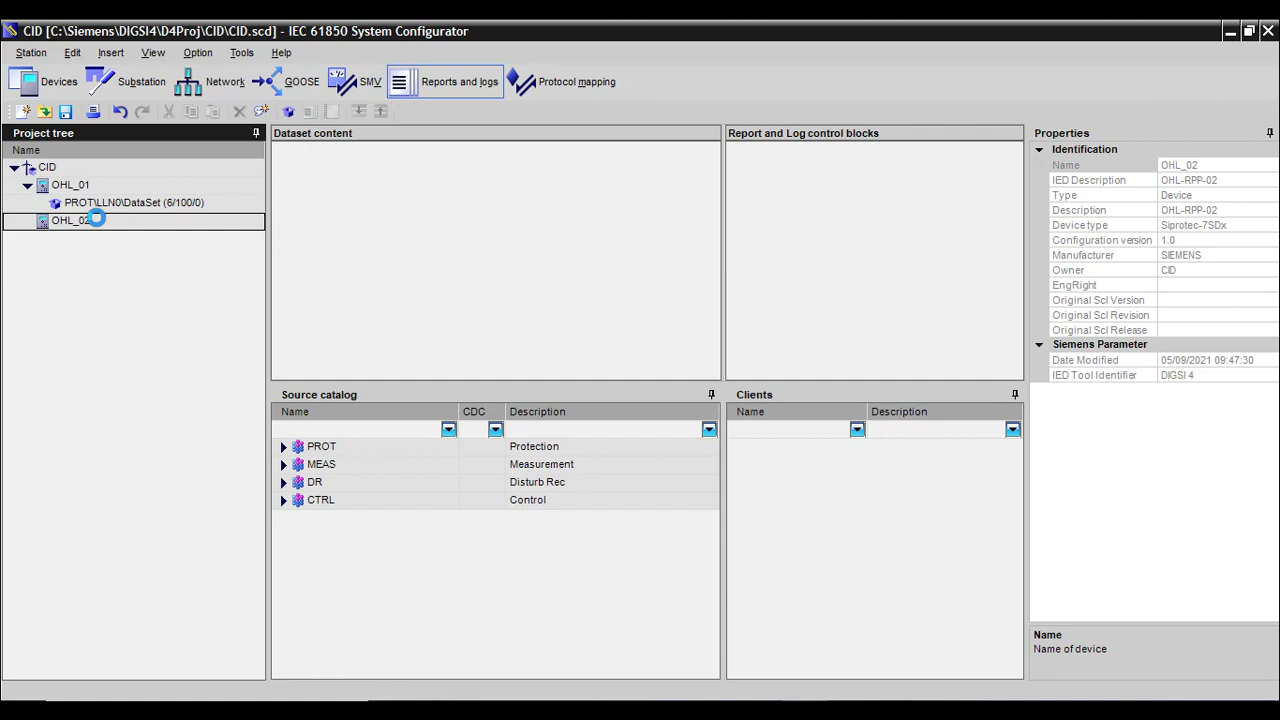 CID [C:\Siemens\DIGSI4\D4Proj\CID\CID.scd] - IEC 61850 System Configurator
Station Edit Insert View Option Tools Help
Devices Substation Network GOOSE SMV Reports and logs Protocol mapping
Project tree
Name
CID
OHL_01
PROT\LLN0\DataSet (6/100/0)
OHL_02
Dataset content
Report and Log control blocks
Source catalog
Name CDC Description
PROT Protection
MEAS Measurement
DR Disturb Rec
CTRL Control
Clients
Name Description
Properties
Identification
Name OHL_02
IED Description OHL-RPP-02
Type Device
Description OHL-RPP-02
Device type Siprotec-7SDx
Configuration version 1.0
Manufacturer SIEMENS
Owner CID
EngRight
Original Scl Version
Original Scl Revision
Original Scl Release
Siemens Parameter
Date Modified 05/09/2021 09:47:30
IED Tool Identifier DIGSI 4
Name
Name of device